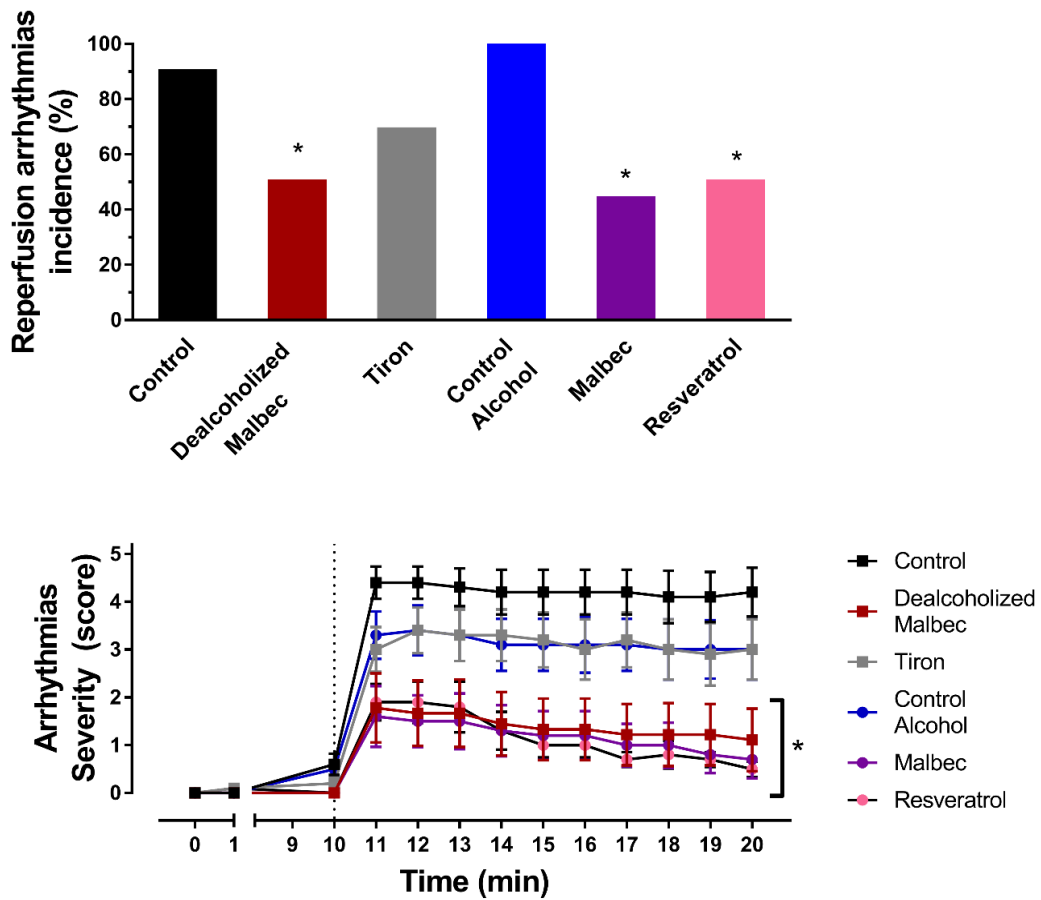 Reperfusion arrhythmias
incidence (%)
100
80
60
40
20
0
*
*
*
Control
Dealcoholized
Malbec
Tiron
Control
Alcohol
Malbec
Resveratrol
Arrhythmias
Severity (score)
5
4
3
2
1
0
*
0 1 9 10 11 12 13 14 15 16 17 18 19 20
Time (min)
Control
Dealcoholized
Malbec
Tiron
Control
Alcohol
Malbec
Resveratrol